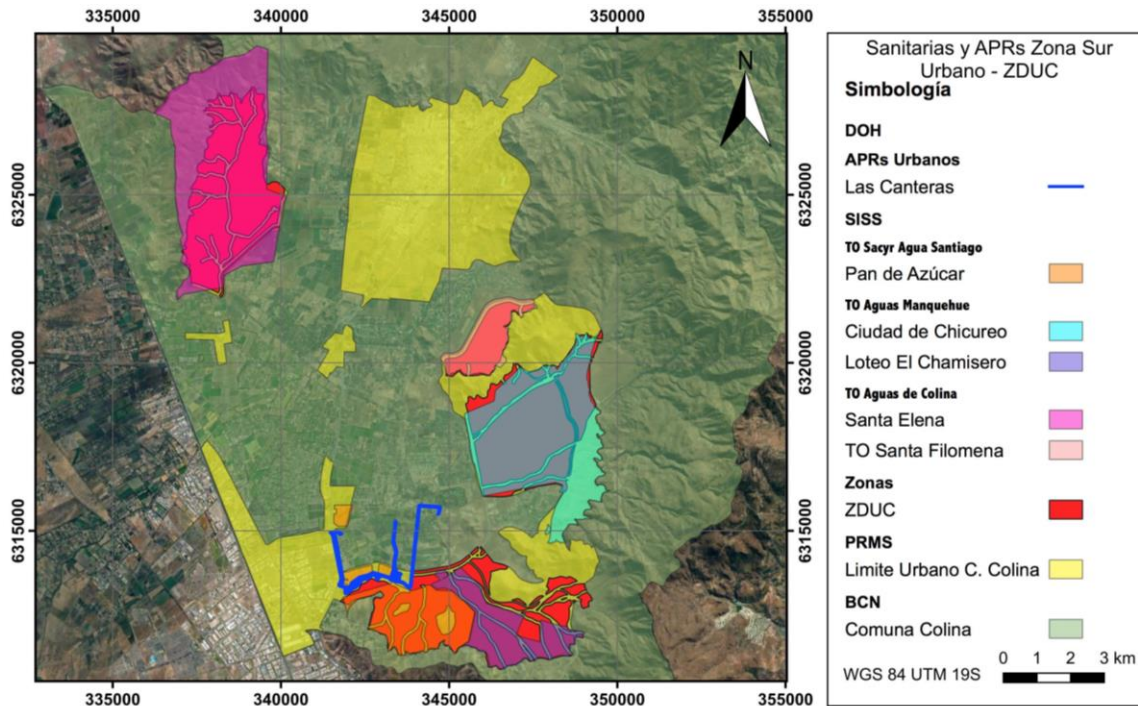 335000 340000 345000 350000 355000
Sanitarias y APRs Zona Sur
Urbano - ZDUC
Simbología
DOH
APRs Urbanos
Las Canteras
SISS
TO Sacyr Agua Santiago
Pan de Azúcar
TO Aguas Manquehue
Ciudad de Chicureo
Loteo El Chamisero
TO Aguas de Colina
Santa Elena
TO Santa Filomena
Zonas
ZDUC
PRMS
Limite Urbano C. Colina
BCN
Comuna Colina
WGS 84 UTM 19S
0 1 2 3 km
N
6325000
6320000
6315000
6325000
6320000
6315000
335000 340000 345000 350000 355000